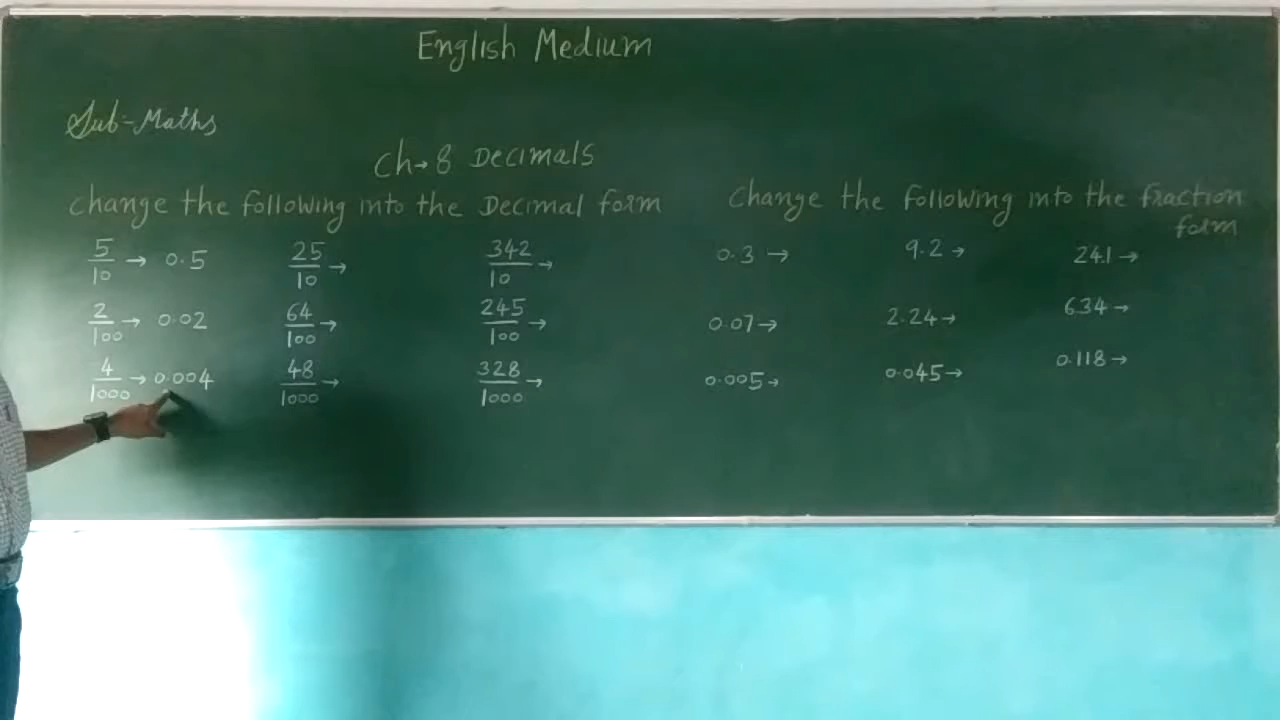 English Medium
Sub-Maths
Ch→8 Decimals
Change the following into the Decimal form
5/10 → 0.5 25/10 → 342/10 →
2/100 → 0.02 64/100 → 245/100 →
4/1000 → 0.004 48/1000 → 328/1000 →
Change the following into the fraction
form
0.3 → 9.2 → 24.1 →
0.07 → 2.24 → 6.34 →
0.005 → 0.045 → 0.118 →